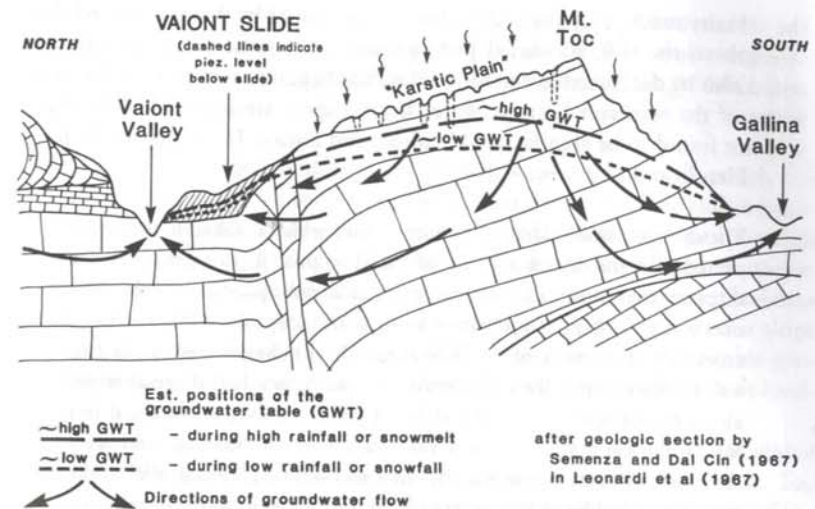 VAIONT SLIDE
(dashed lines indicate
piez. level
below slide)
NORTH
Mt.
Toc
SOUTH
"Karstic Plain"
Vaiont
Valley
~high GWT
~low GWT
Gallina
Valley
Est. positions of the
groundwater table (GWT)
~high GWT – during high rainfall or snowmelt
~low GWT – during low rainfall or snowfall
Directions of groundwater flow
after geologic section by
Semenza and Dal Cin (1967)
in Leonardi et al (1967)